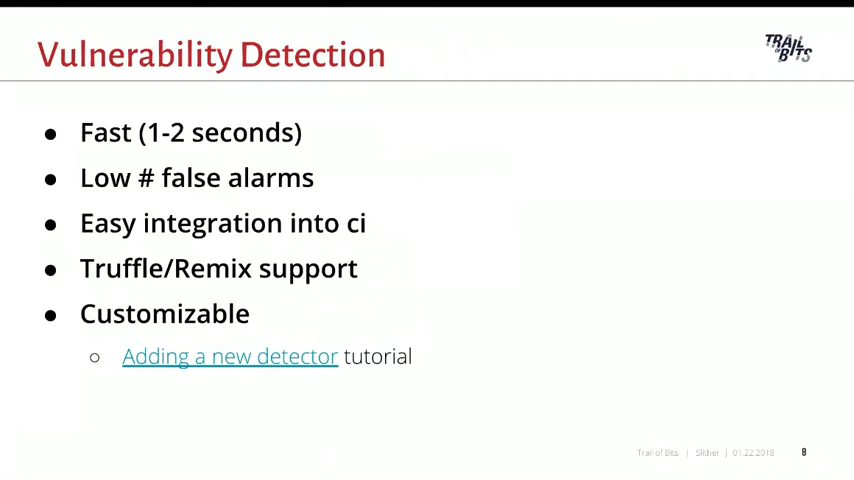 Vulnerability Detection
TRAIL
OF
BITS
● Fast (1-2 seconds)
● Low # false alarms
● Easy integration into ci
● Truffle/Remix support
● Customizable
○ Adding a new detector tutorial
Trail of Bits | Slither | 01.22.2018 8